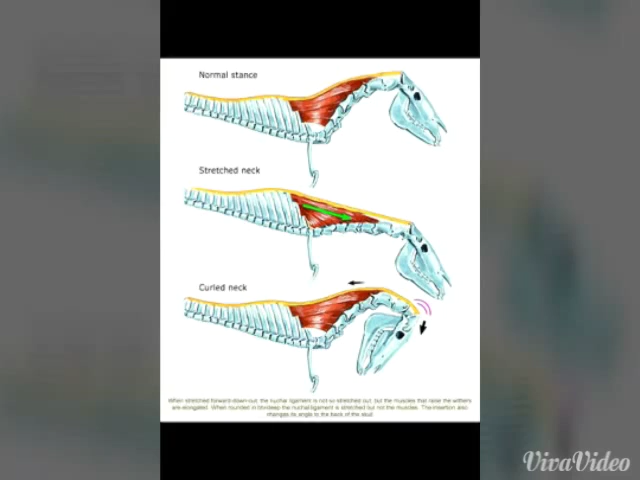 Normal stance
Stretched neck
Curled neck
When stretched forward-down-out, the nuchal ligament is not so stretched out, but the muscles that raise the withers
are elongated. When rounded in too deep the nuchal ligament is stretched but not the muscles. The insertion also
changes its angle to the back of the skull
VivaVideo